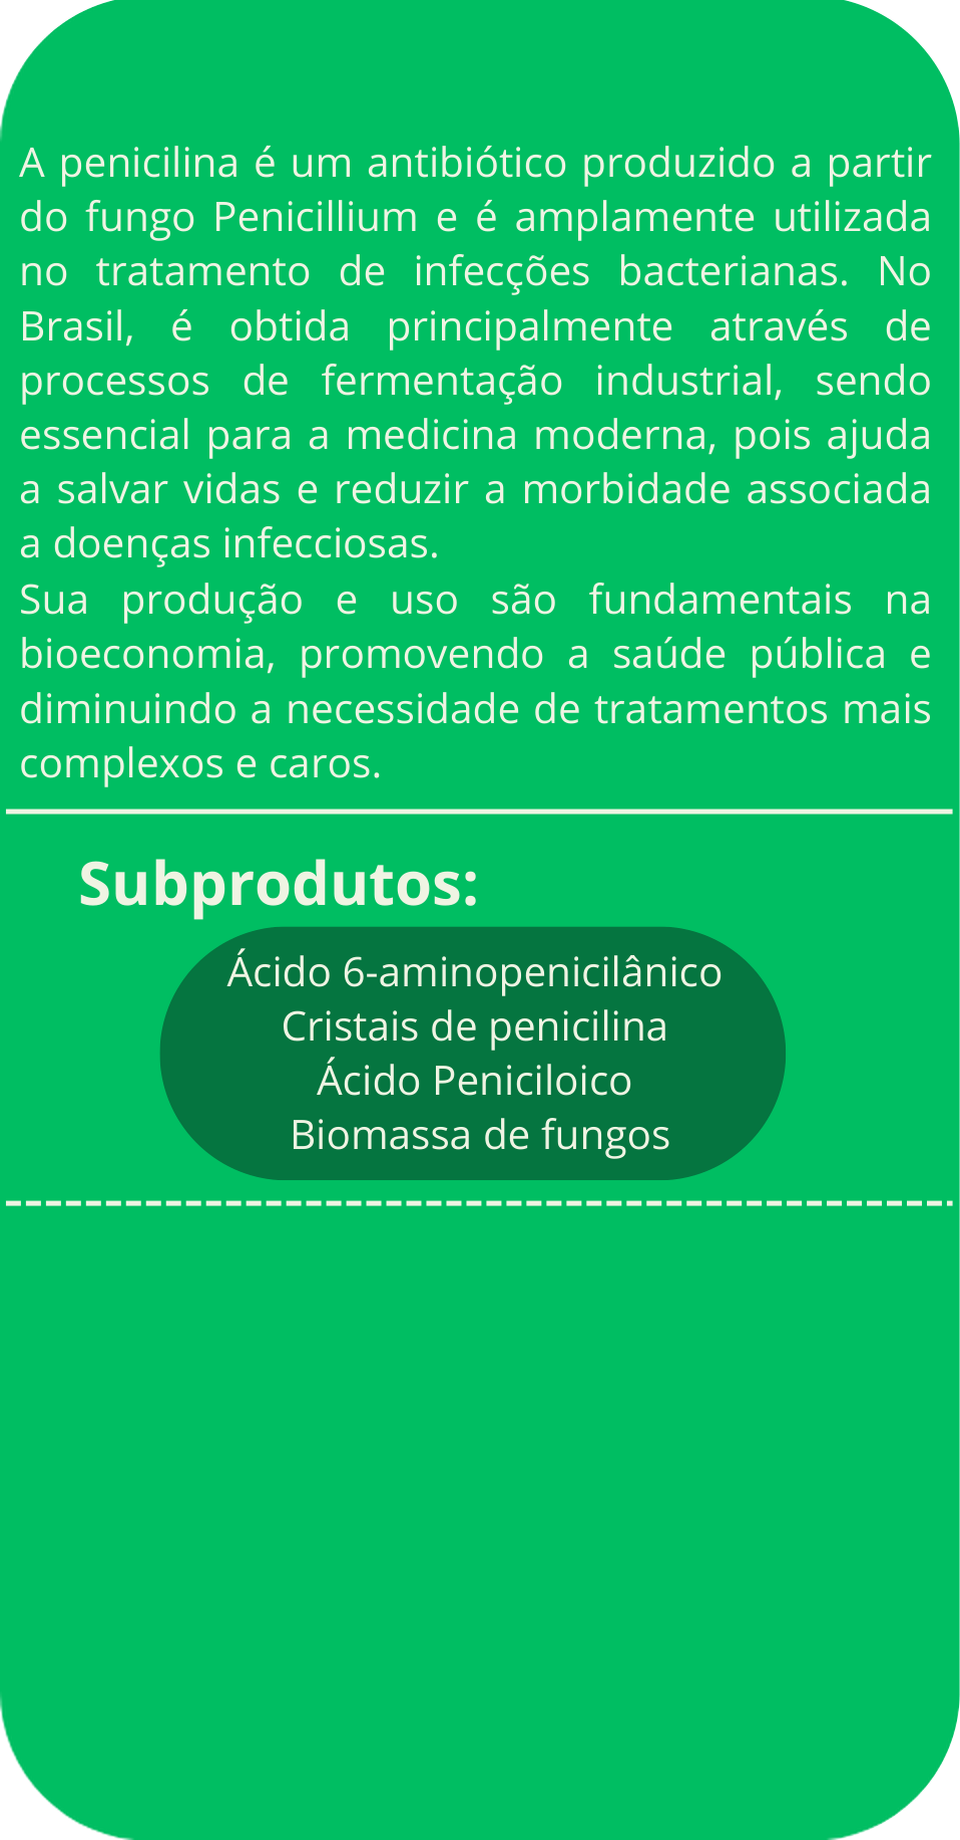 A penicilina é um antibiótico produzido a partir
do fungo Penicillium e é amplamente utilizada
no tratamento de infecções bacterianas. No
Brasil, é obtida principalmente através de
processos de fermentação industrial, sendo
essencial para a medicina moderna, pois ajuda
a salvar vidas e reduzir a morbidade associada
a doenças infecciosas.
Sua produção e uso são fundamentais na
bioeconomia, promovendo a saúde pública e
diminuindo a necessidade de tratamentos mais
complexos e caros.
Subprodutos:
Ácido 6-aminopenicilânico
Cristais de penicilina
Ácido Peniciloico
Biomassa de fungos